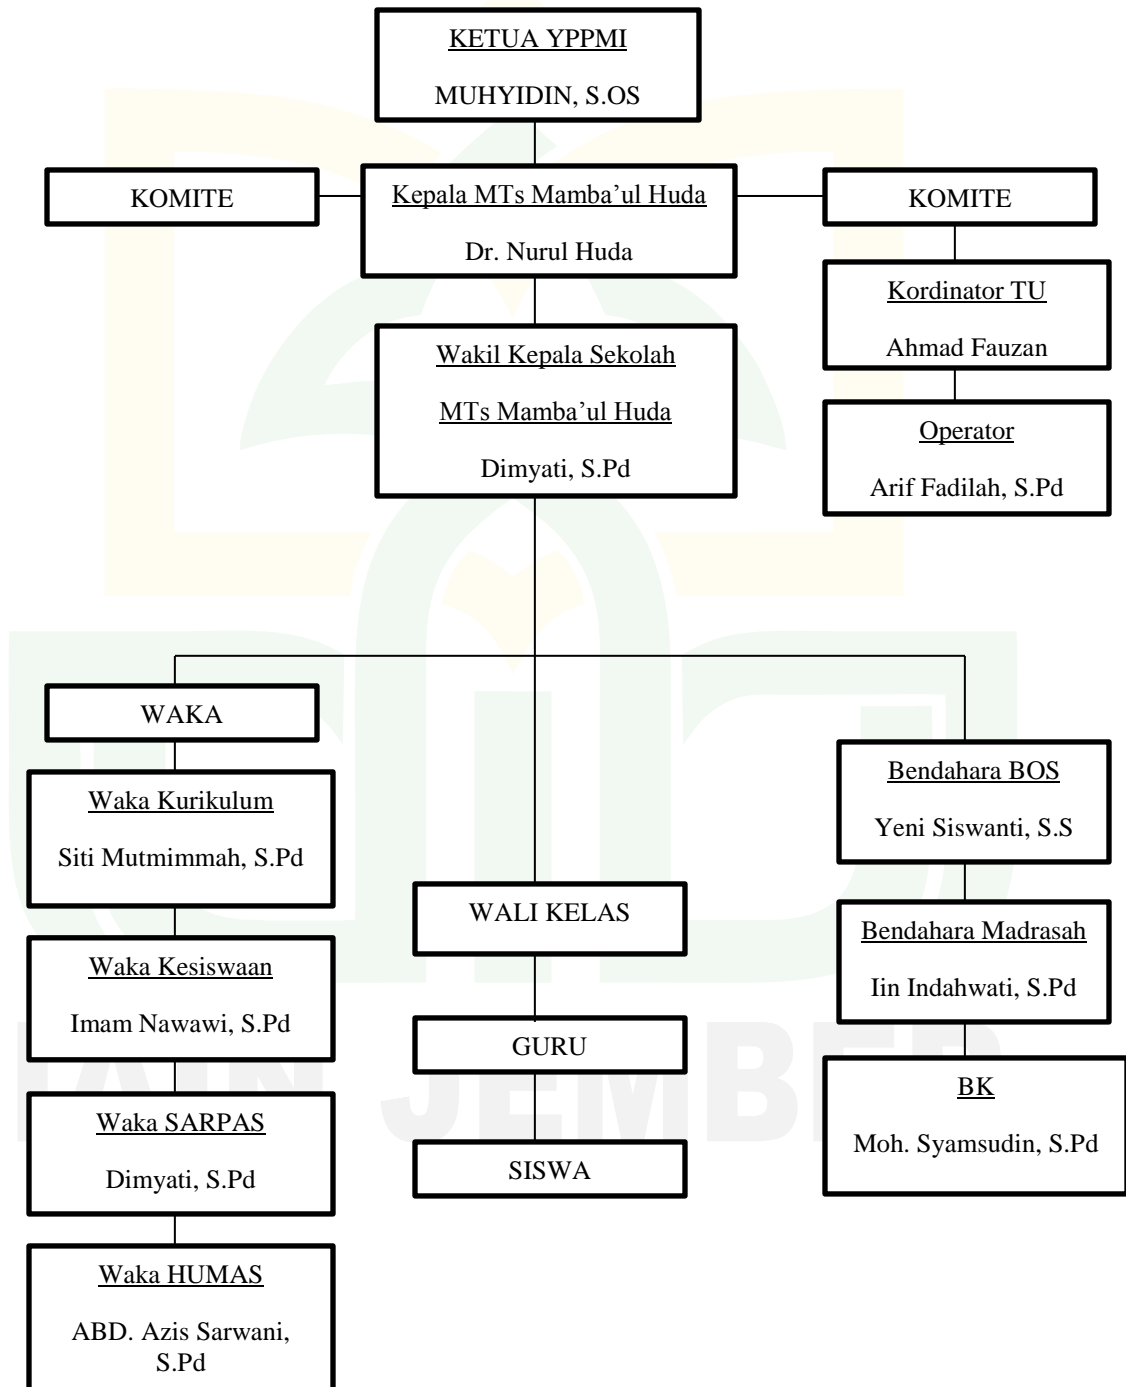 KETUA YPPMI
MUHYIDIN, S.OS
KOMITE
Kepala MTs Mamba’ul Huda
Dr. Nurul Huda
KOMITE
Kordinator TU
Ahmad Fauzan
Wakil Kepala Sekolah
MTs Mamba’ul Huda
Dimyati, S.Pd
Operator
Arif Fadilah, S.Pd
WAKA
Waka Kurikulum
Siti Mutmimmah, S.Pd
Waka Kesiswaan
Imam Nawawi, S.Pd
Waka SARPAS
Dimyati, S.Pd
Waka HUMAS
ABD. Azis Sarwani,
S.Pd
WALI KELAS
GURU
SISWA
Bendahara BOS
Yeni Siswanti, S.S
Bendahara Madrasah
Iin Indahwati, S.Pd
BK
Moh. Syamsudin, S.Pd
IAIN JEMBER